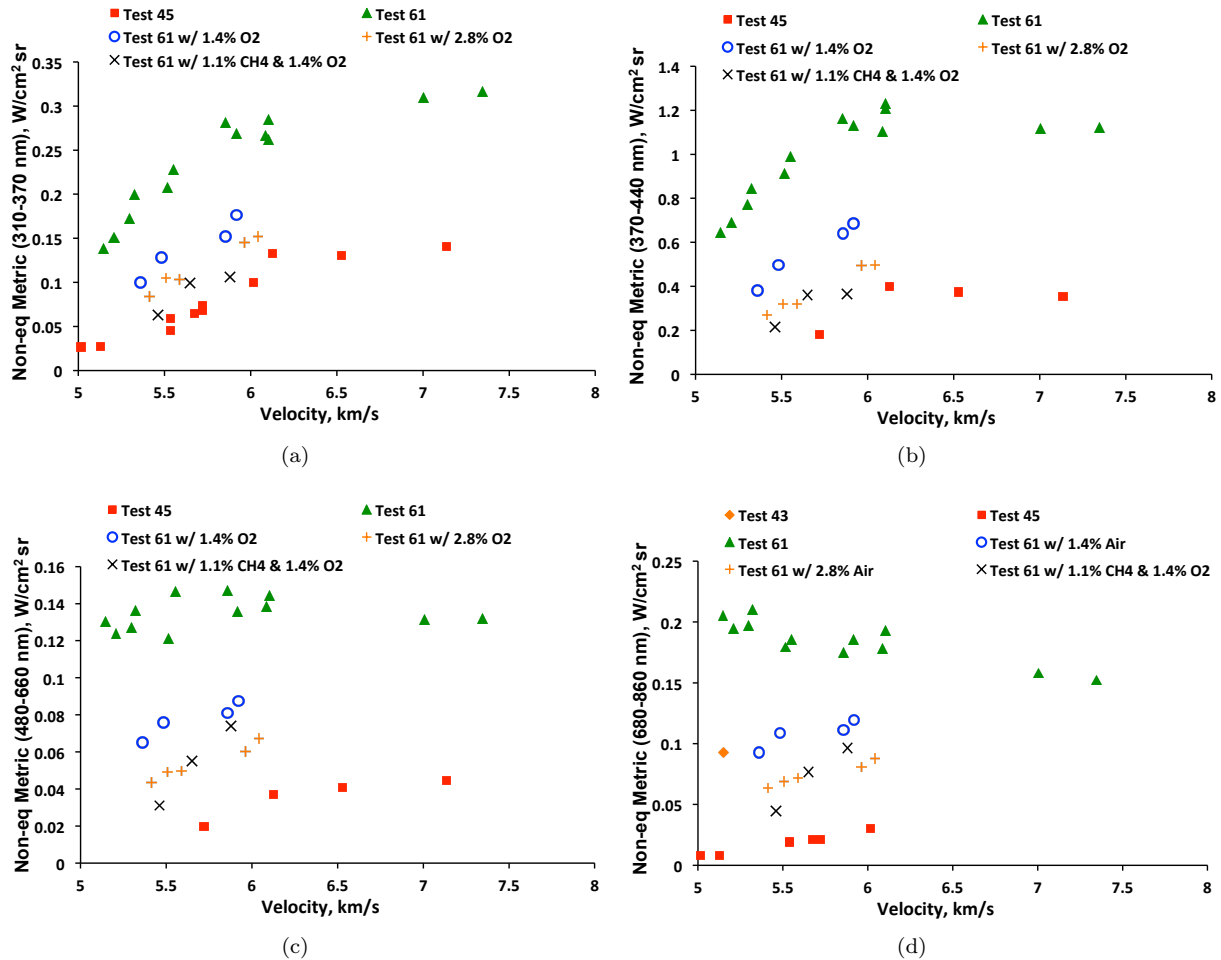 Test 45
Test 61
Test 61 w/ 1.4% O2
Test 61 w/ 2.8% O2
Test 61 w/ 1.1% CH4 & 1.4% O2
Non-eq Metric (310-370 nm), W/cm² sr
0.35
0.3
0.25
0.2
0.15
0.1
0.05
0
5
5.5
6
6.5
7
7.5
8
Velocity, km/s
(a)
Test 45
Test 61
Test 61 w/ 1.4% O2
Test 61 w/ 2.8% O2
Test 61 w/ 1.1% CH4 & 1.4% O2
Non-eq Metric (370-440 nm), W/cm² sr
1.4
1.2
1
0.8
0.6
0.4
0.2
0
5
5.5
6
6.5
7
7.5
8
Velocity, km/s
(b)
Test 45
Test 61
Test 61 w/ 1.4% O2
Test 61 w/ 2.8% O2
Test 61 w/ 1.1% CH4 & 1.4% O2
Non-eq Metric (480-660 nm), W/cm² sr
0.16
0.14
0.12
0.1
0.08
0.06
0.04
0.02
0
5
5.5
6
6.5
7
7.5
8
Velocity, km/s
(c)
Test 43
Test 45
Test 61
Test 61 w/ 1.4% Air
Test 61 w/ 2.8% Air
Test 61 w/ 1.1% CH4 & 1.4% O2
Non-eq Metric (680-860 nm), W/cm² sr
0.25
0.2
0.15
0.1
0.05
0
5
5.5
6
6.5
7
7.5
8
Velocity, km/s
(d)